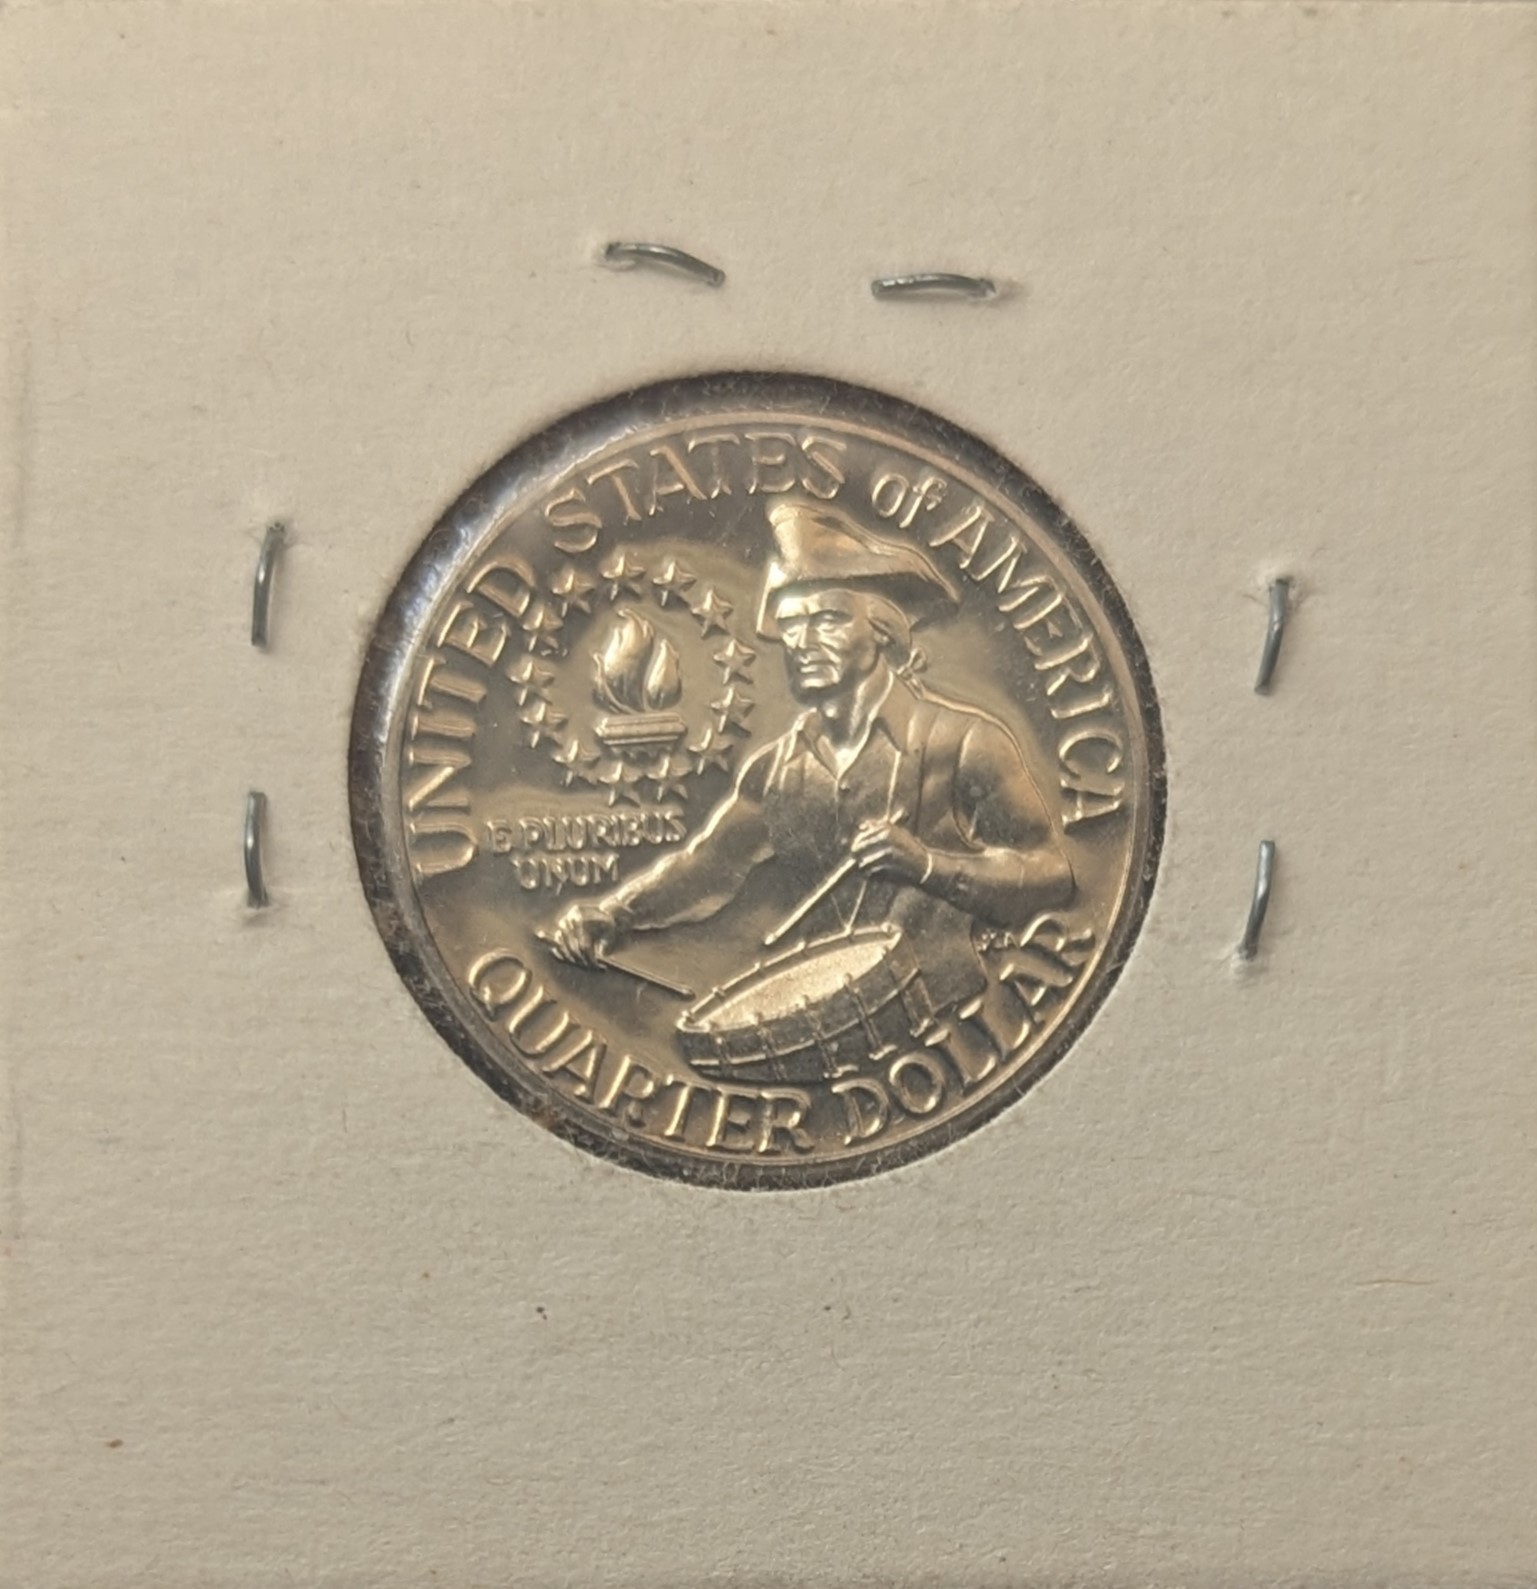 UNITED STATES of AMERICA
E PLURIBUS
UNUM
QUARTER DOLLAR